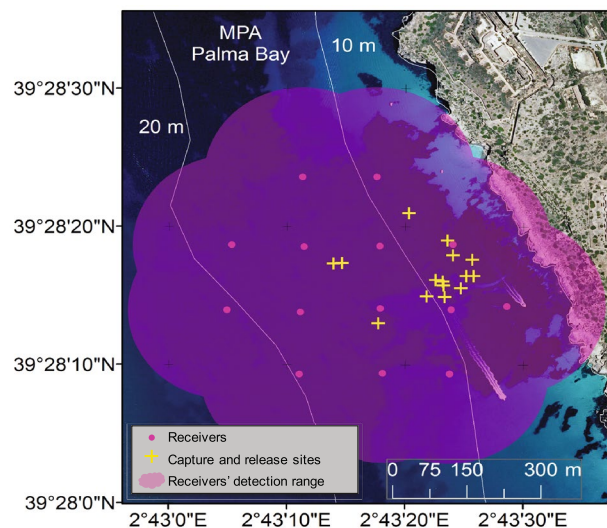 MPA
Palma Bay
10 m
20 m
39°28'30"N
39°28'20"N
39°28'10"N
39°28'0"N
Receivers
Capture and release sites
Receivers' detection range
0 75 150 300 m
2°43'0"E 2°43'10"E 2°43'20"E 2°43'30"E